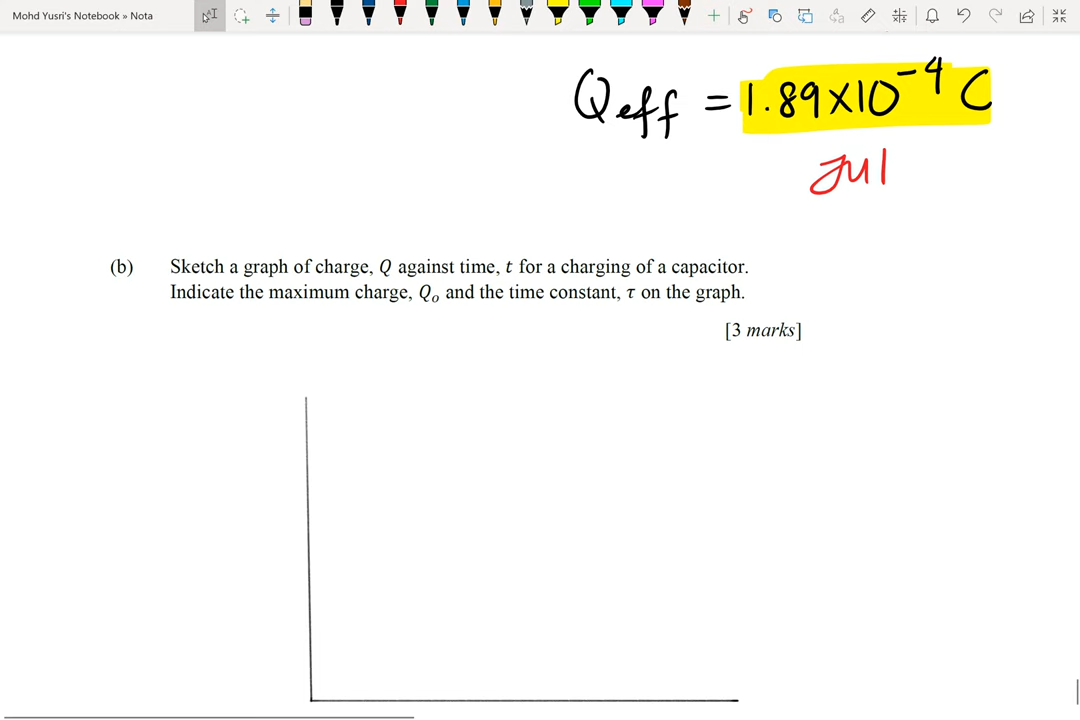 Mohd Yusri's Notebook » Nota
Qeff = 1.89×10⁻⁴ C
(b) Sketch a graph of charge, Q against time, t for a charging of a capacitor.
Indicate the maximum charge, Qₒ and the time constant, τ on the graph.
[3 marks]